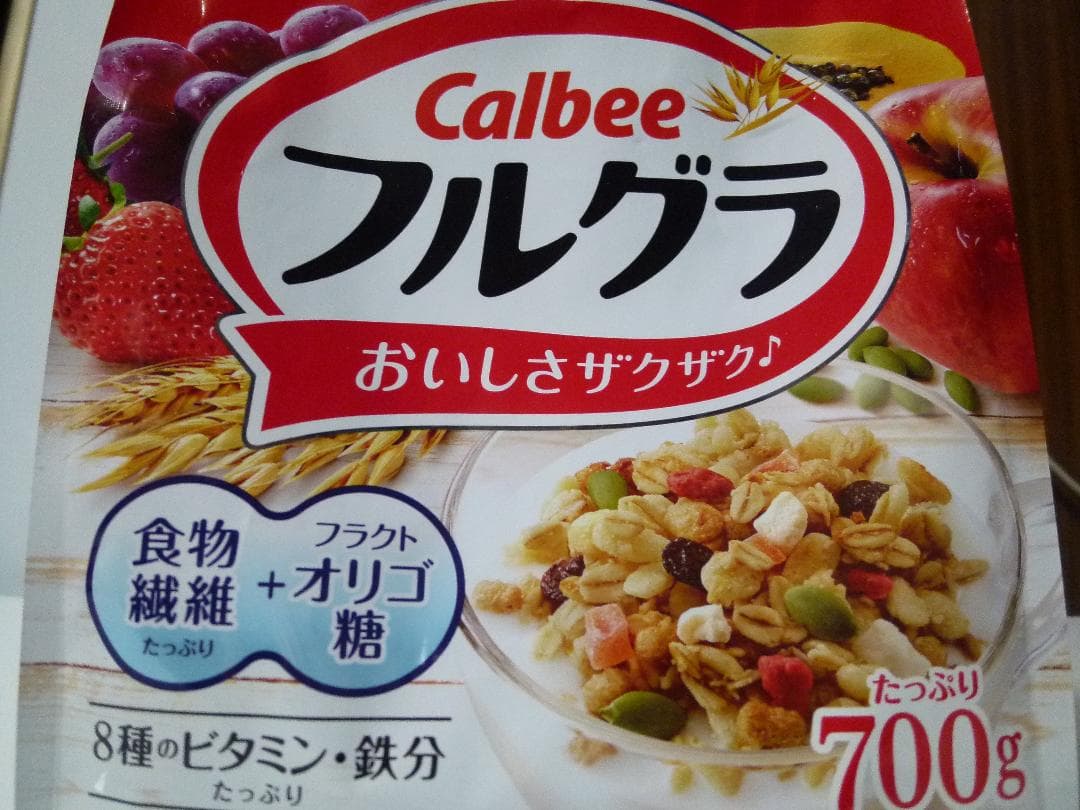 Calbee
フルグラ
おいしさザクザク♪
食物
繊維
たっぷり
+
フラクト
オリゴ
糖
8種のビタミン・鉄分
たっぷり
たっぷり
700g